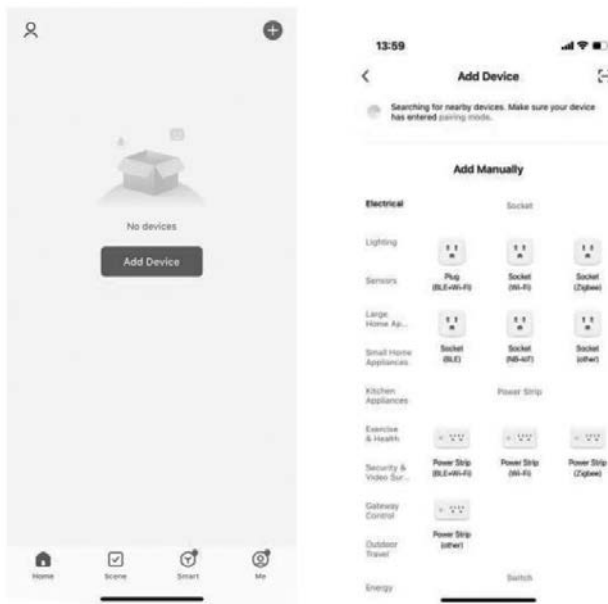 No devices
Add Device
Home
Scene
Smart
Me
13:59
Add Device
Searching for nearby devices. Make sure your device
has entered pairing mode.
Add Manually
Electrical
Lighting
Sensors
Large
Home Ap...
Small Home
Appliances
Kitchen
Appliances
Exercise
& Health
Security &
Video Sur...
Gateway
Control
Outdoor
Travel
Energy
Socket
Plug
(BLE+Wi-Fi)
Socket
(Wi-Fi)
Socket
(Zigbee)
Socket
(BLE)
Socket
(NB-IoT)
Socket
(other)
Power Strip
Power Strip
(BLE+Wi-Fi)
Power Strip
(Wi-Fi)
Power Strip
(Zigbee)
Power Strip
(other)
Switch